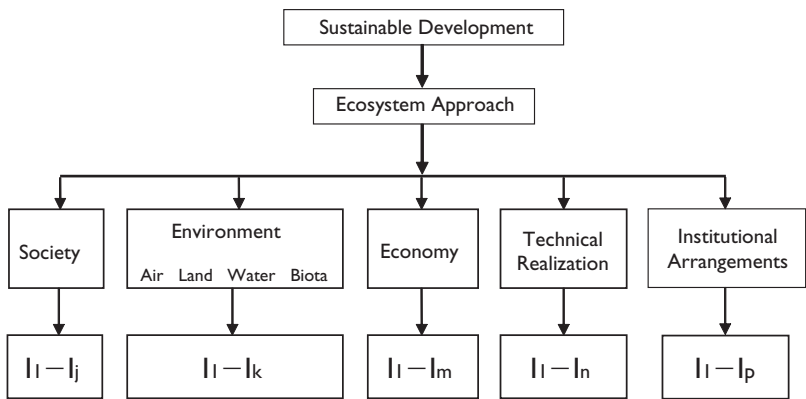 Sustainable Development
Ecosystem Approach
Society
Environment
Air Land Water Biota
Economy
Technical
Realization
Institutional
Arrangements
I1–Ij
I1–Ik
I1–Im
I1–In
I1–Ip